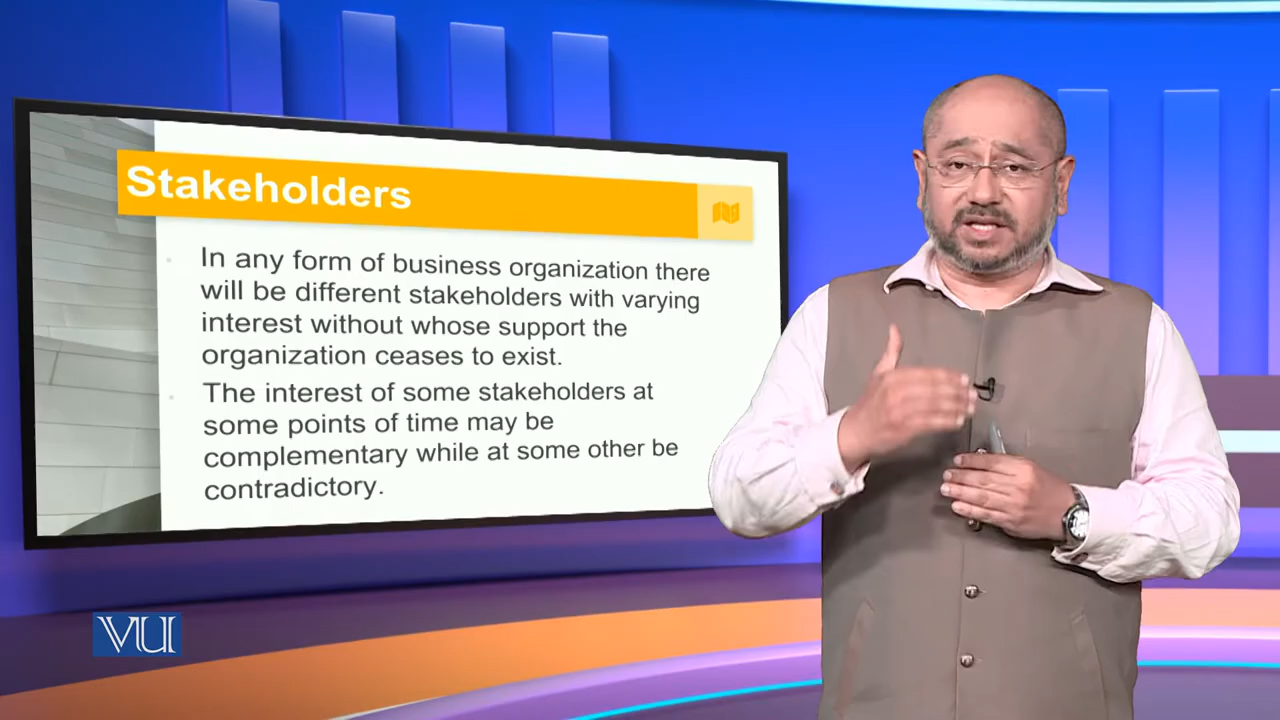 Stakeholders
In any form of business organization there
will be different stakeholders with varying
interest without whose support the
organization ceases to exist.
The interest of some stakeholders at
some points of time may be
complementary while at some other be
contradictory.
VU